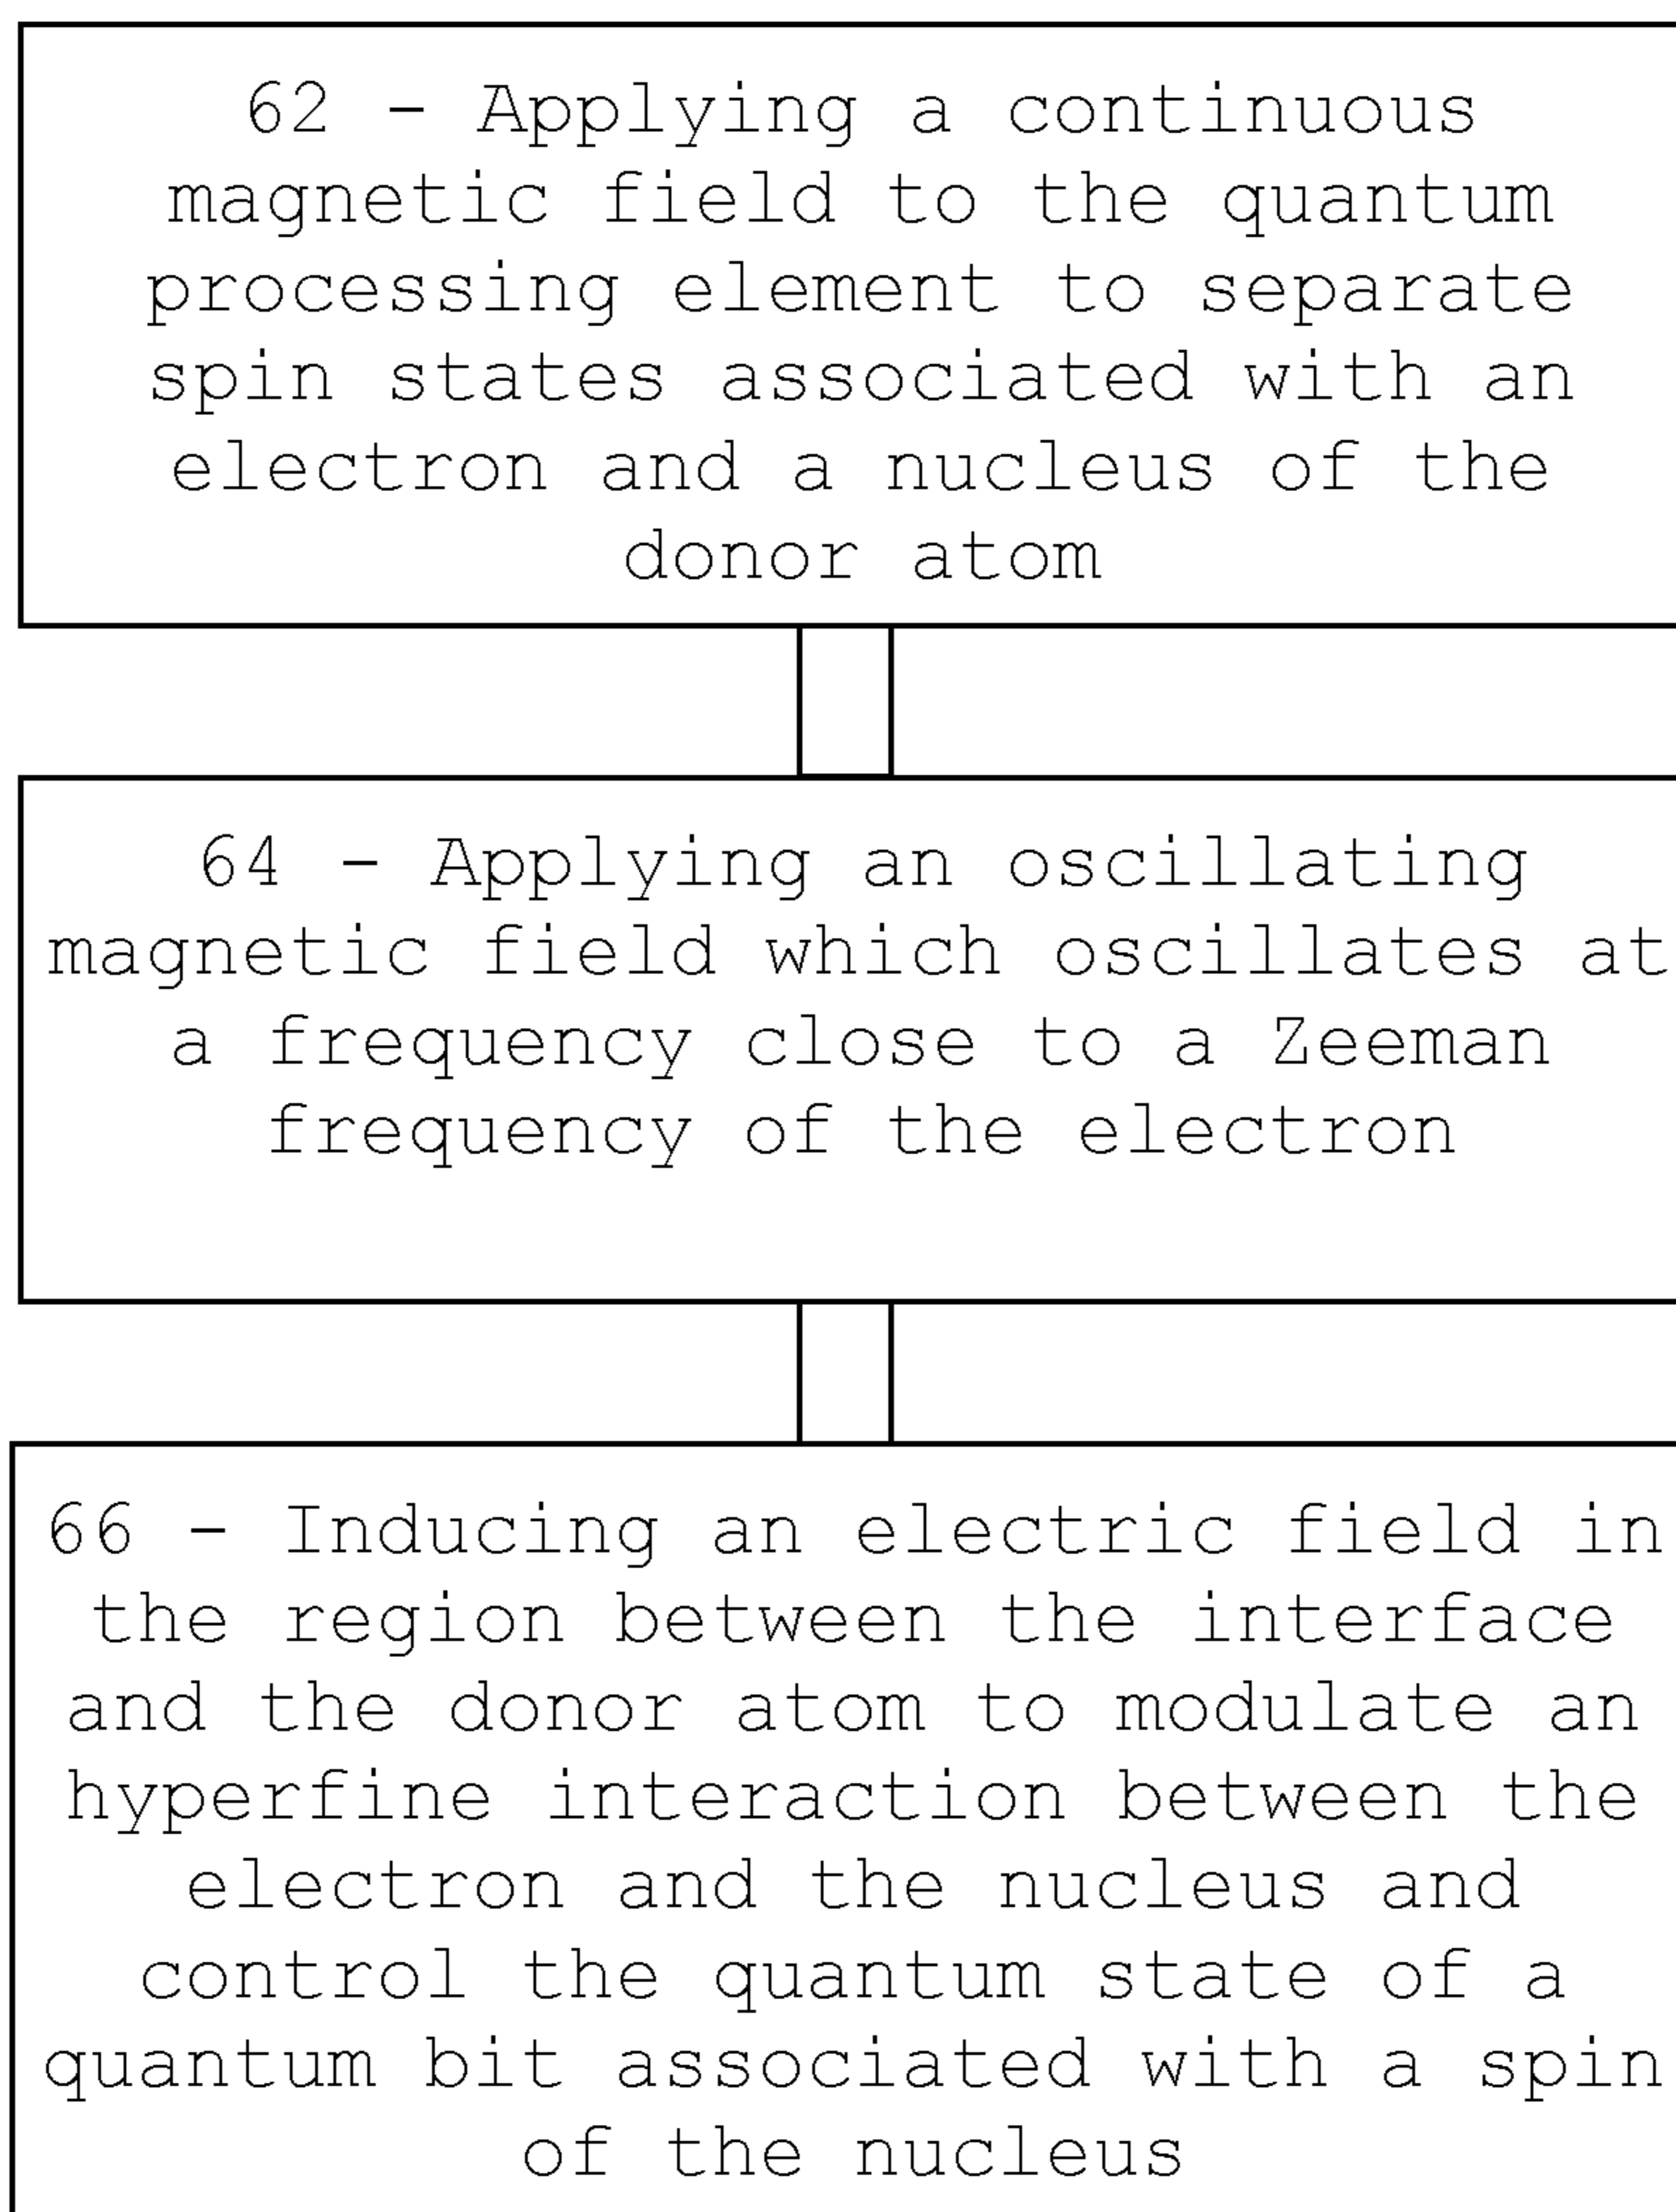 62 - Applying a continuous
magnetic field to the quantum
processing element to separate
spin states associated with an
electron and a nucleus of the
donor atom
64 - Applying an oscillating
magnetic field which oscillates at
a frequency close to a Zeeman
frequency of the electron
66 - Inducing an electric field in
the region between the interface
and the donor atom to modulate an
hyperfine interaction between the
electron and the nucleus and
control the quantum state of a
quantum bit associated with a spin
of the nucleus